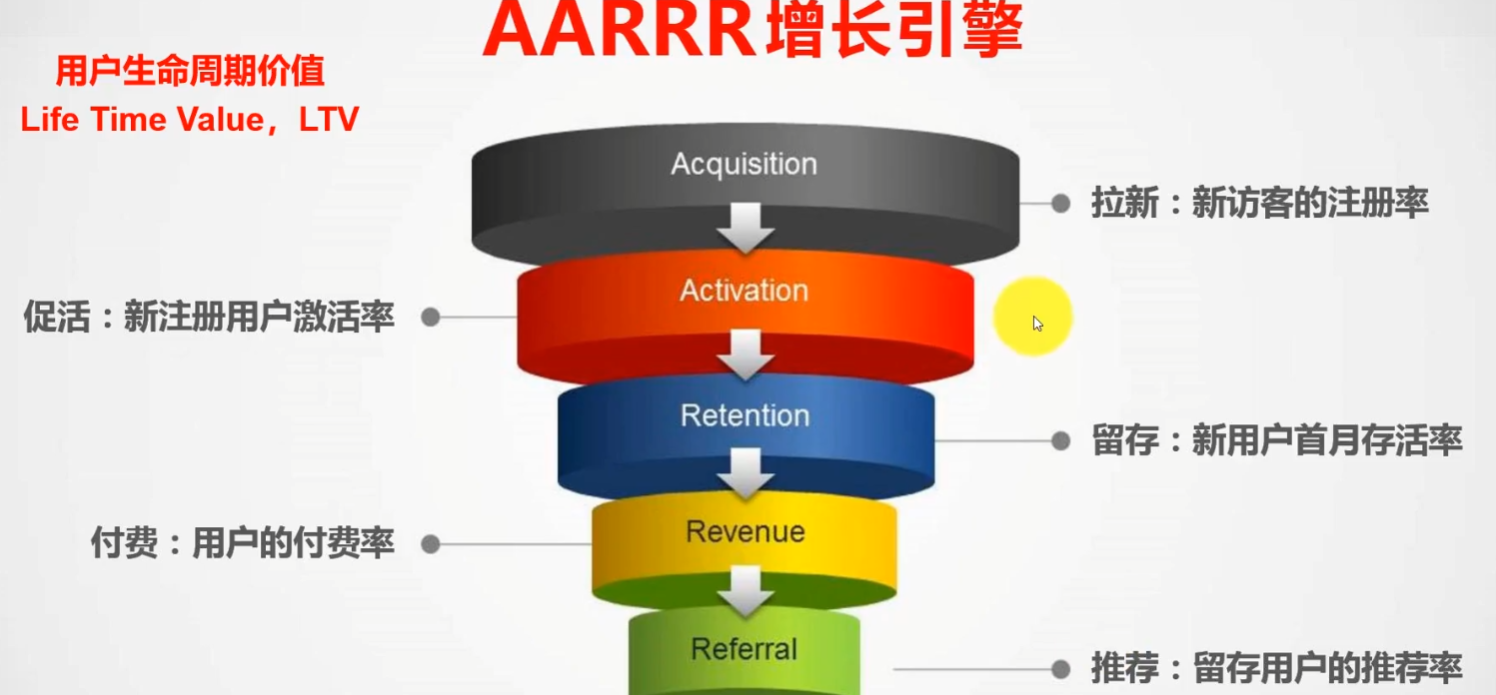 AARRR增长引擎
用户生命周期价值
Life Time Value，LTV
Acquisition
拉新：新访客的注册率
Activation
促活：新注册用户激活率
Retention
留存：新用户首月存活率
Revenue
付费：用户的付费率
Referral
推荐：留存用户的推荐率